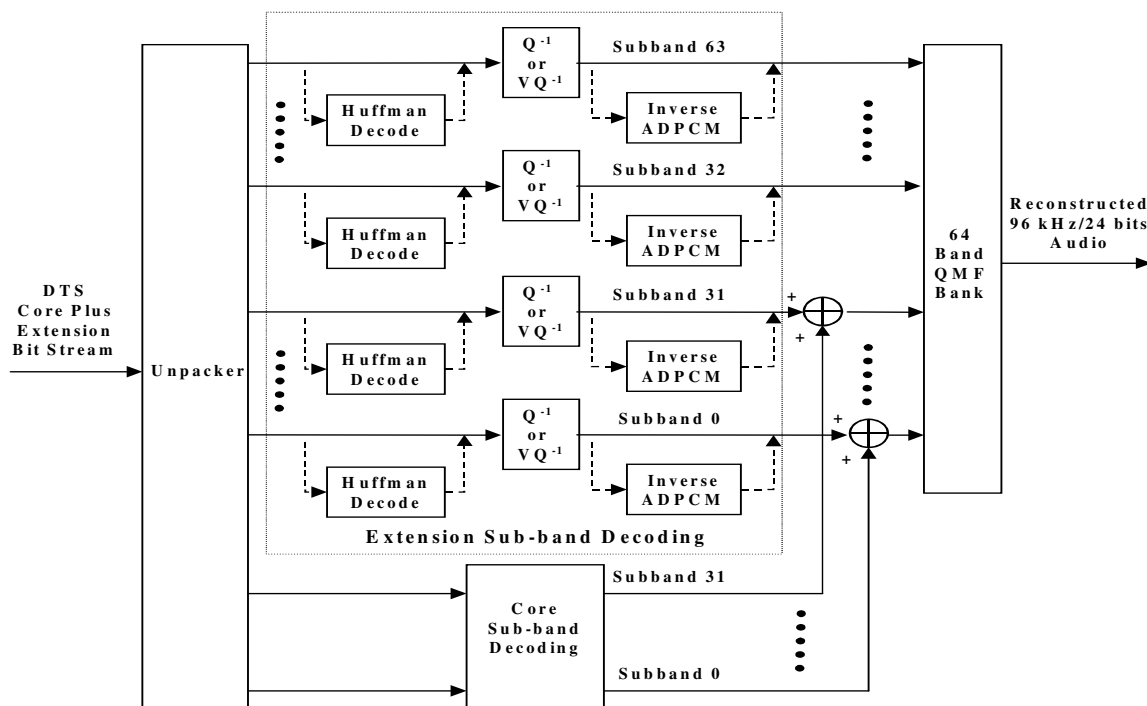 Q⁻¹
or
VQ⁻¹
Subband 63
Huffman
Decode
Inverse
ADPCM
Q⁻¹
or
VQ⁻¹
Subband 32
Huffman
Decode
Inverse
ADPCM
Q⁻¹
or
VQ⁻¹
Subband 31
Huffman
Decode
Inverse
ADPCM
Q⁻¹
or
VQ⁻¹
Subband 0
Huffman
Decode
Inverse
ADPCM
Extension Sub-band Decoding
DTS
Core Plus
Extension
Bit Stream
Unpacker
+
+
+
+
64
Band
QMF
Bank
Reconstructed
96 kHz/24 bits
Audio
Core
Sub-band
Decoding
Subband 31
Subband 0